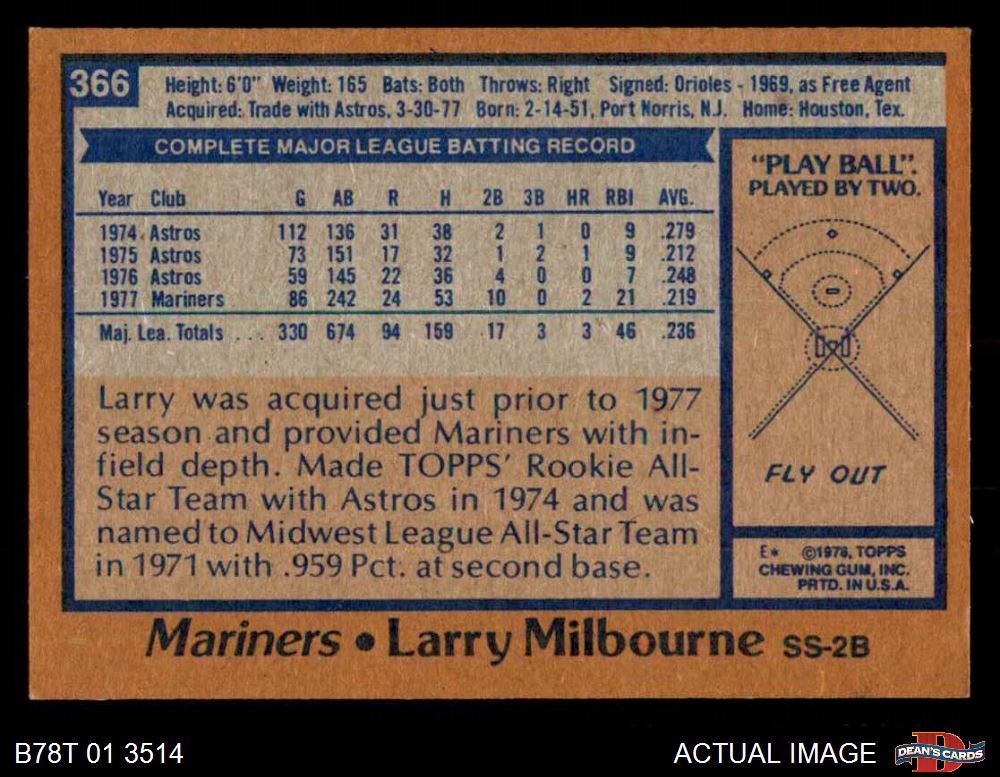 366
Height: 6'0" Weight: 165 Bats: Both Throws: Right Signed: Orioles - 1969, as Free Agent
Acquired: Trade with Astros, 3-30-77 Born: 2-14-51, Port Norris, N.J. Home: Houston, Tex.
COMPLETE MAJOR LEAGUE BATTING RECORD
Year Club G AB R H 2B 3B HR RBI AVG.
1974 Astros 112 136 31 38 2 1 0 9 .279
1975 Astros 73 151 17 32 1 2 1 9 .212
1976 Astros 59 145 22 36 4 0 0 7 .248
1977 Mariners 86 242 24 53 10 0 2 21 .219
Maj. Lea. Totals . . . 330 674 94 159 17 3 3 46 .236
Larry was acquired just prior to 1977
season and provided Mariners with in-
field depth. Made TOPPS' Rookie All-
Star Team with Astros in 1974 and was
named to Midwest League All-Star Team
in 1971 with .959 Pct. at second base.
"PLAY BALL".
PLAYED BY TWO.
FLY OUT
E* ©1978, TOPPS
CHEWING GUM, INC.
PRTD. IN U.S.A.
Mariners • Larry Milbourne SS-2B
B78T 01 3514
ACTUAL IMAGE
DEAN'S CARDS